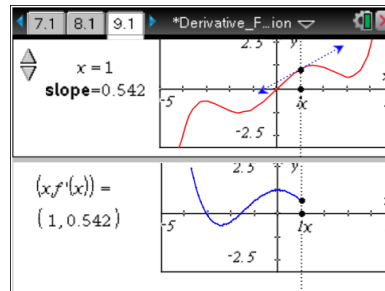 7.1 8.1 9.1 *Derivative_F...ion
2.5 y
x=1
slope=0.542
-5 x
-2.5
2.5 y
(x,f'(x))=
(1,0.542)
-5 1x
-2.5